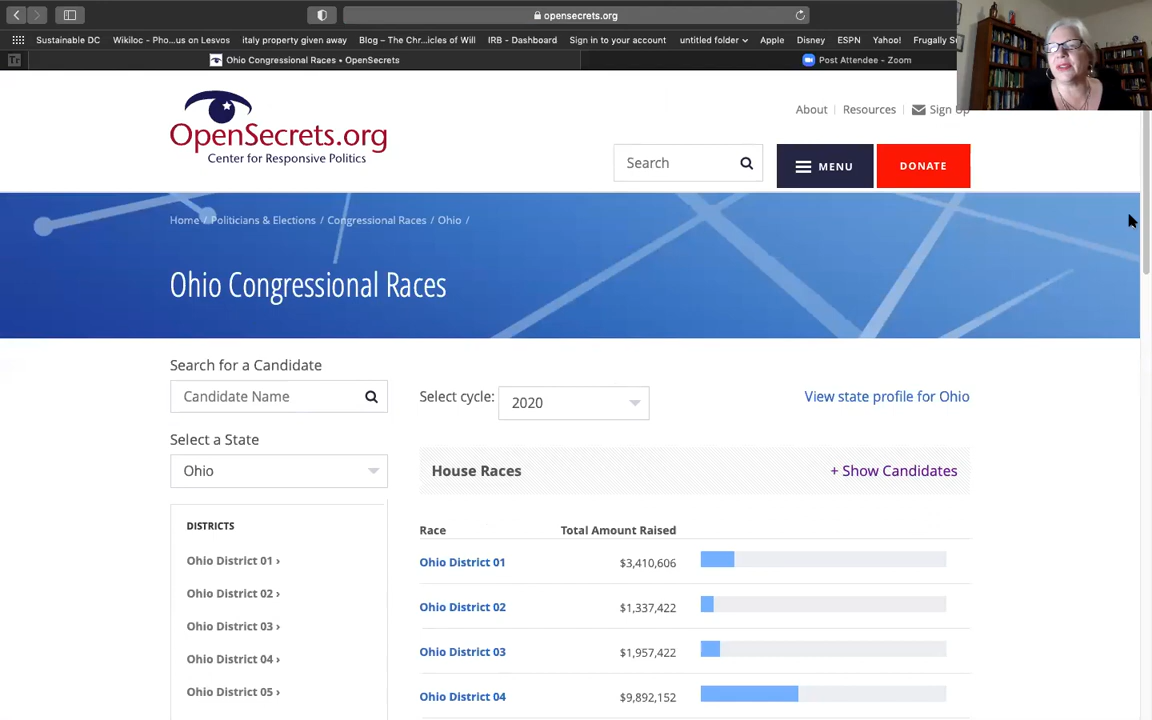 opensecrets.org
Sustainable DC Wikiloc - Pho...us on Lesvos italy property given away Blog – The Chr...icles of Will IRB - Dashboard Sign in to your account untitled folder Apple Disney ESPN Yahoo! Frugally
Tr Ohio Congressional Races • OpenSecrets Post Attendee - Zoom
OpenSecrets.org
Center for Responsive Politics
About Resources Sign Up
Search MENU DONATE
Home / Politicians & Elections / Congressional Races / Ohio /
Ohio Congressional Races
Search for a Candidate
Candidate Name
Select cycle: 2020 View state profile for Ohio
Select a State
Ohio
House Races + Show Candidates
DISTRICTS
Ohio District 01 ›
Ohio District 02 ›
Ohio District 03 ›
Ohio District 04 ›
Ohio District 05 ›
Race Total Amount Raised
Ohio District 01 $3,410,606
Ohio District 02 $1,337,422
Ohio District 03 $1,957,422
Ohio District 04 $9,892,152